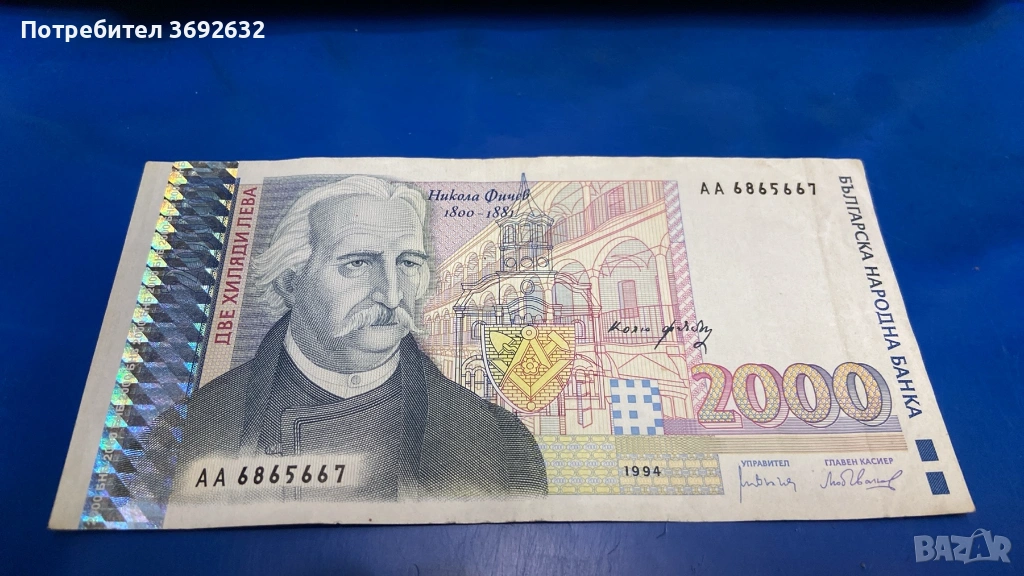 Потребител 3692632
ДВЕ ХИЛЯДИ ЛЕВА
Никола Фичев
1800-1881
АА 6865667
БЪЛГАРСКА НАРОДНА БАНКА
2000
АА 6865667
1994
УПРАВИТЕЛ
ГЛАВЕН КАСИЕР
BAZAR